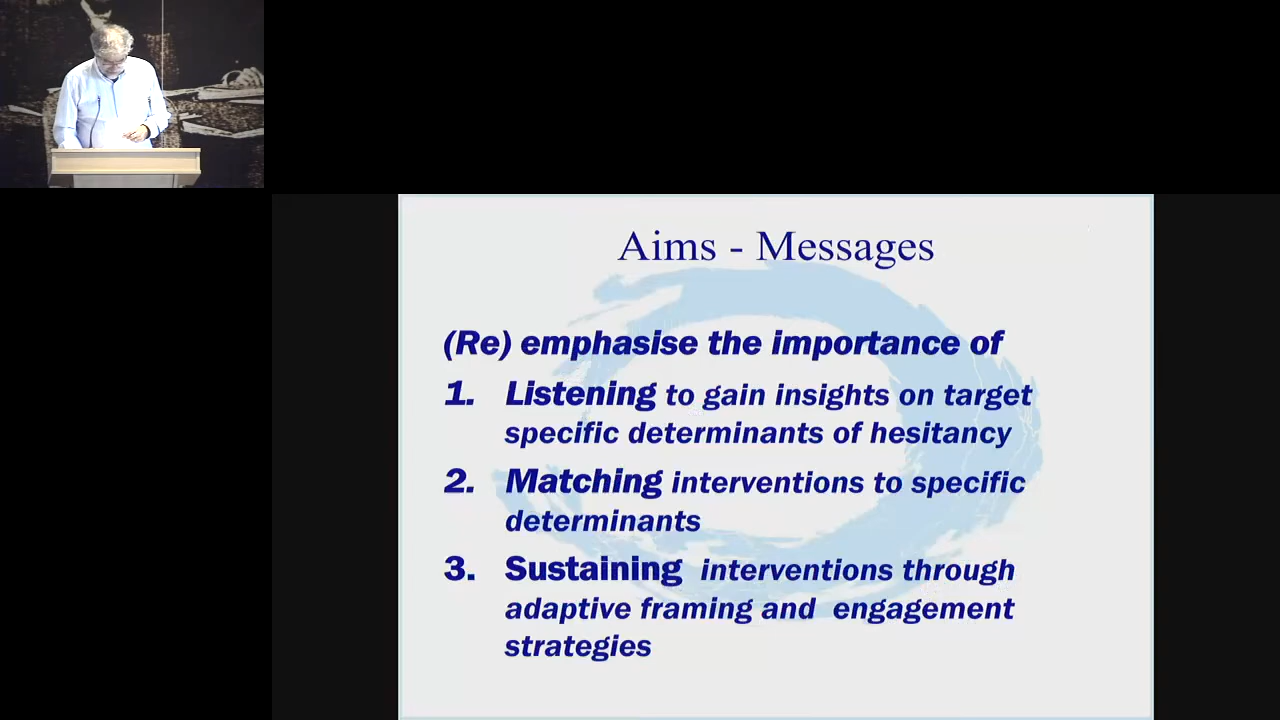 Aims - Messages
(Re) emphasise the importance of
1. Listening to gain insights on target
specific determinants of hesitancy
2. Matching interventions to specific
determinants
3. Sustaining interventions through
adaptive framing and engagement
strategies